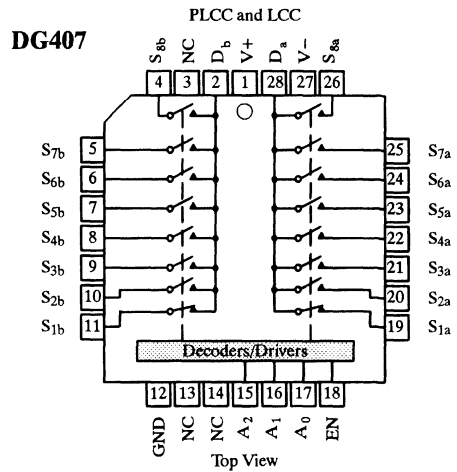 PLCC and LCC
DG407
S8b NC Db V+ Da V− S8a
4 3 2 1 28 27 26
S7b 5 25 S7a
S6b 6 24 S6a
S5b 7 23 S5a
S4b 8 22 S4a
S3b 9 21 S3a
S2b 10 20 S2a
S1b 11 19 S1a
Decoders/Drivers
12 13 14 15 16 17 18
GND NC NC A2 A1 A0 EN
Top View